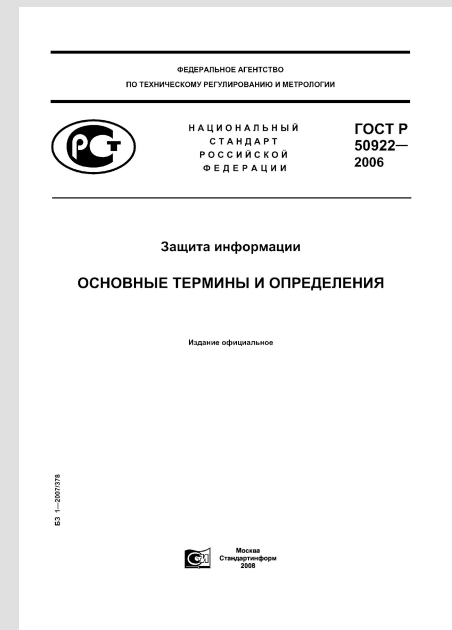 ФЕДЕРАЛЬНОЕ АГЕНТСТВО
ПО ТЕХНИЧЕСКОМУ РЕГУЛИРОВАНИЮ И МЕТРОЛОГИИ
РСТ
НАЦИОНАЛЬНЫЙ
СТАНДАРТ
РОССИЙСКОЙ
ФЕДЕРАЦИИ
ГОСТ Р
50922—
2006
Защита информации
ОСНОВНЫЕ ТЕРМИНЫ И ОПРЕДЕЛЕНИЯ
Издание официальное
БЗ 1—2007/378
Москва
Стандартинформ
2008